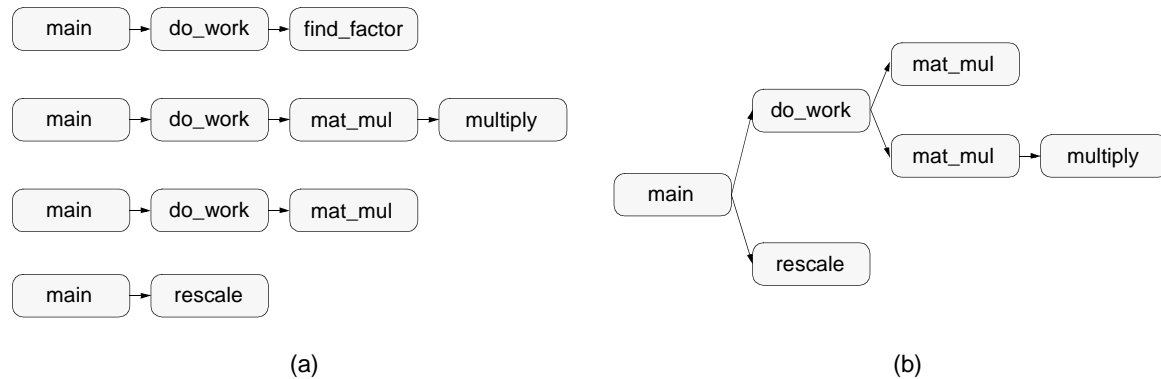 main do_work find_factor
main do_work mat_mul multiply
main do_work mat_mul
main rescale
(a)
mat_mul
do_work
mat_mul multiply
main
rescale
(b)